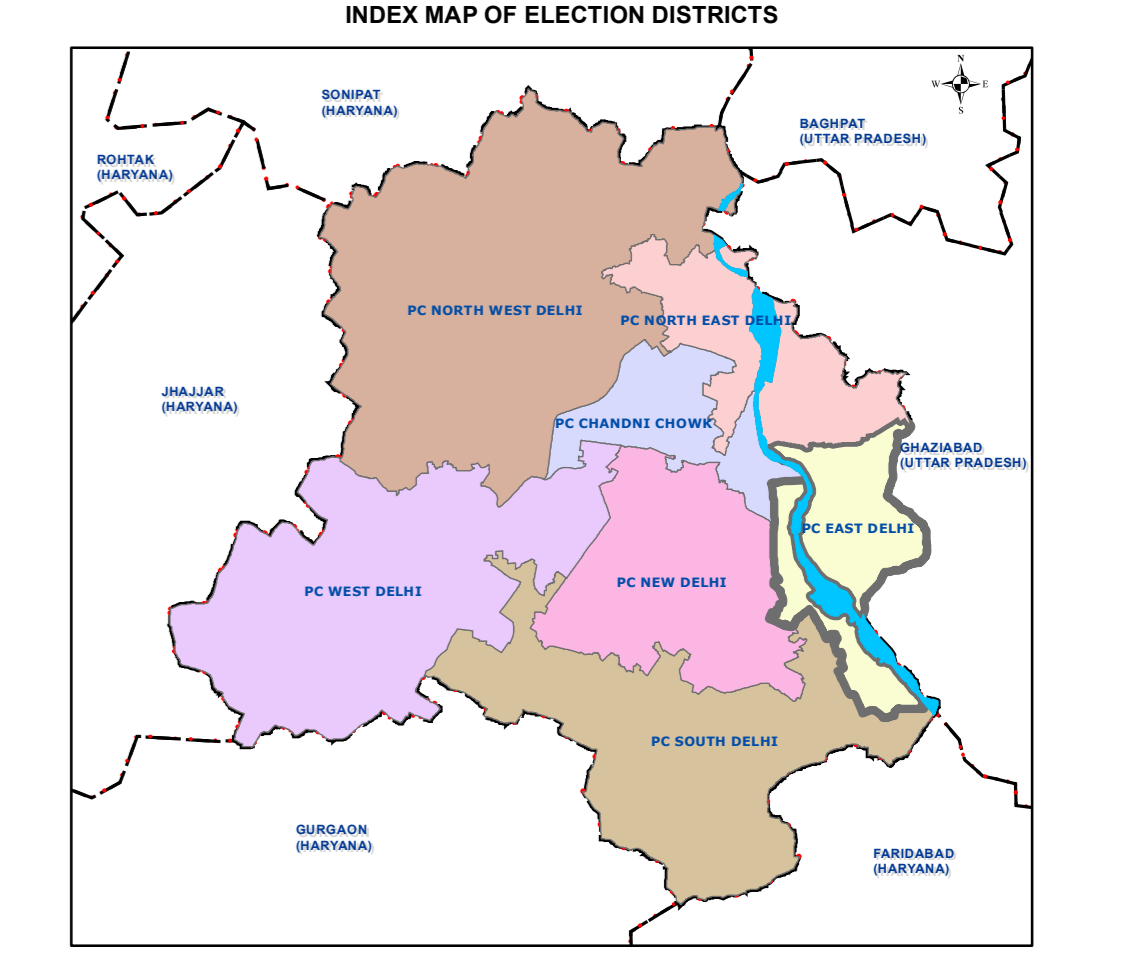 INDEX MAP OF ELECTION DISTRICTS
N
W E
S
SONIPAT
(HARYANA)
BAGHPAT
(UTTAR PRADESH)
ROHTAK
(HARYANA)
PC NORTH WEST DELHI
PC NORTH EAST DELHI
JHAJJAR
(HARYANA)
PC CHANDNI CHOWK
GHAZIABAD
(UTTAR PRADESH)
PC EAST DELHI
PC NEW DELHI
PC WEST DELHI
PC SOUTH DELHI
GURGAON
(HARYANA)
FARIDABAD
(HARYANA)